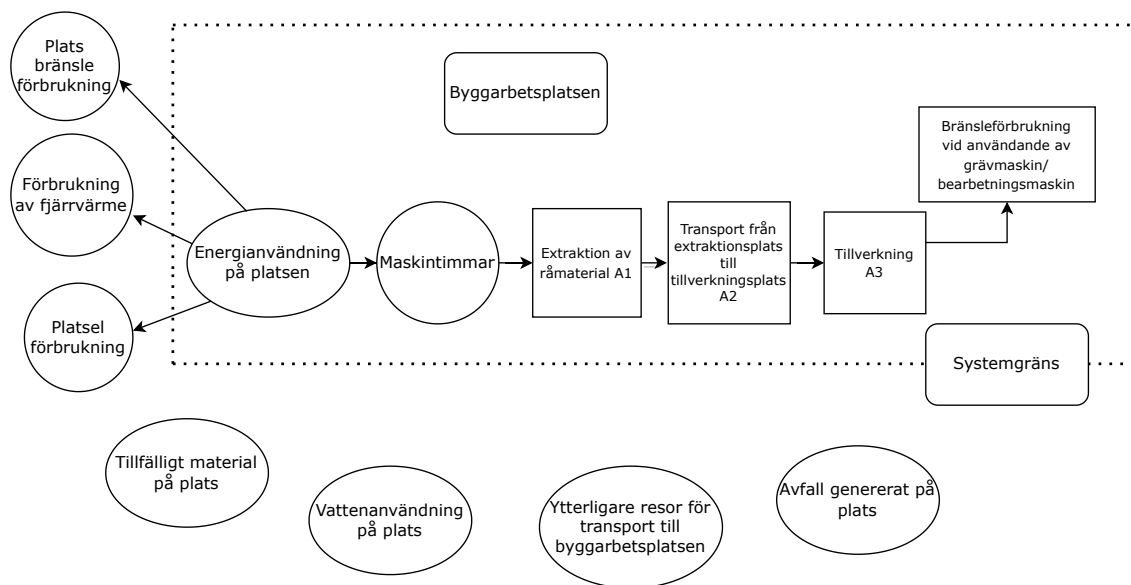 Plats
bränsle
förbrukning
Byggarbetsplatsen
Bränsleförbrukning
vid användande av
grävmaskin/
bearbetningsmaskin
Förbrukning
av fjärrvärme
Energianvändning
på platsen
Maskintimmar
Extraktion av
råmaterial A1
Transport från
extraktionsplats
till
tillverkningsplats
A2
Tillverkning
A3
Platsel
förbrukning
Systemgräns
Tillfälligt material
på plats
Vattenanvändning
på plats
Ytterligare resor för
transport till
byggarbetsplatsen
Avfall genererat på
plats